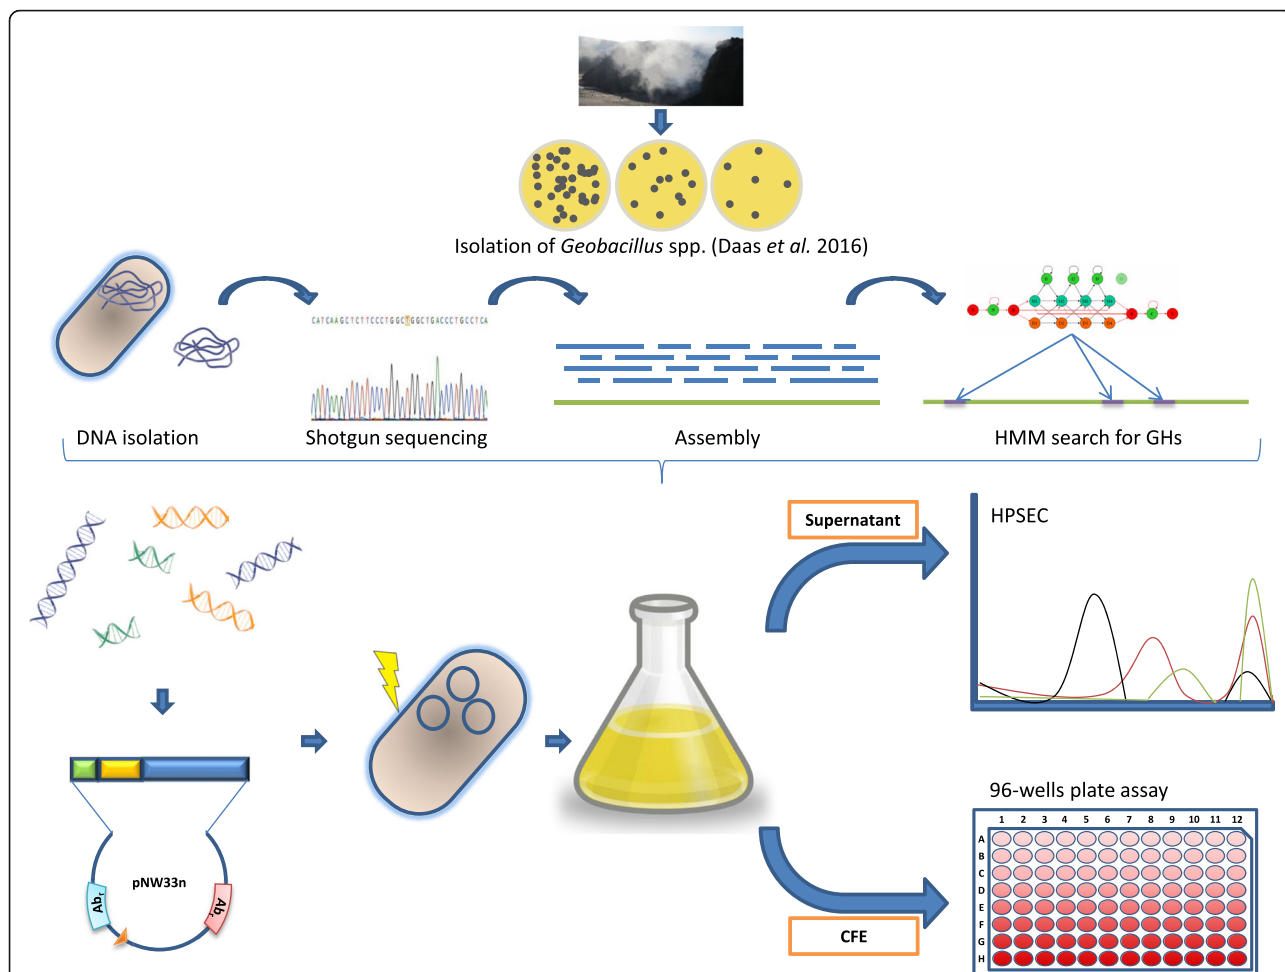 Isolation of Geobacillus spp. (Daas et al. 2016)
CATCAAGCTCTTCCCTGGCTGGCTGACCCTGCCTCA
DNA isolation
Shotgun sequencing
Assembly
HMM search for GHs
Supernatant
HPSEC
pNW33n
Abr
Abr
CFE
96-wells plate assay
1 2 3 4 5 6 7 8 9 10 11 12
A
B
C
D
E
F
G
H